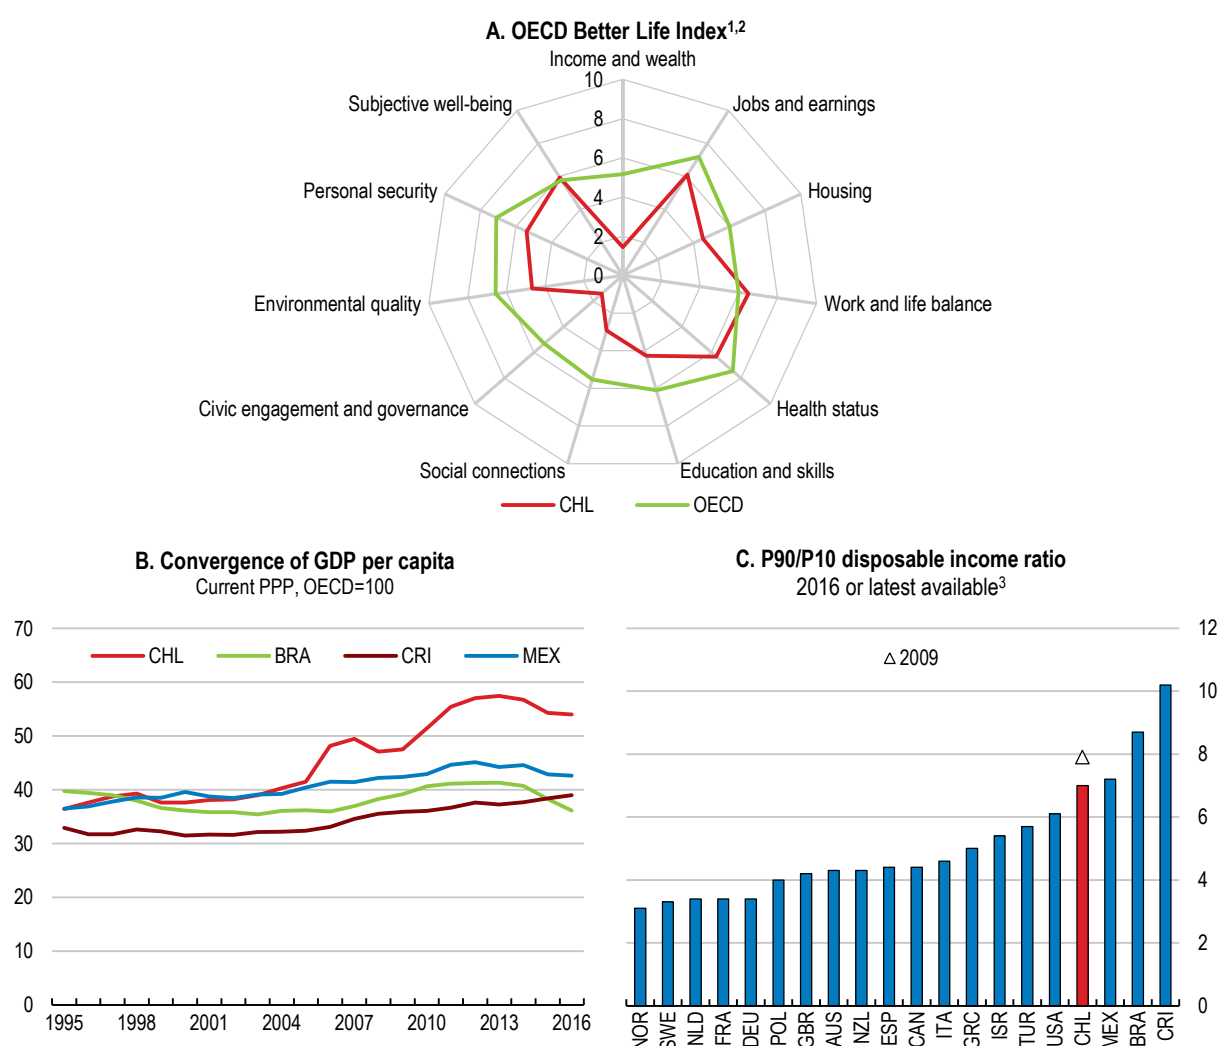 A. OECD Better Life Index1,2
Income and wealth
10
Subjective well-being
Jobs and earnings
8
6
Personal security
Housing
4
2
0
Environmental quality
Work and life balance
Civic engagement and governance
Health status
Social connections
Education and skills
CHL
OECD
B. Convergence of GDP per capita
Current PPP, OECD=100
70
CHL
BRA
CRI
MEX
60
50
40
30
20
10
0
1995
1998
2001
2004
2007
2010
2013
2016
C. P90/P10 disposable income ratio
2016 or latest available3
12
2009
10
8
6
4
2
0
NOR
SWE
NLD
FRA
DEU
POL
GBR
AUS
NZL
ESP
CAN
ITA
GRC
ISR
TUR
USA
CHL
MEX
BRA
CRI